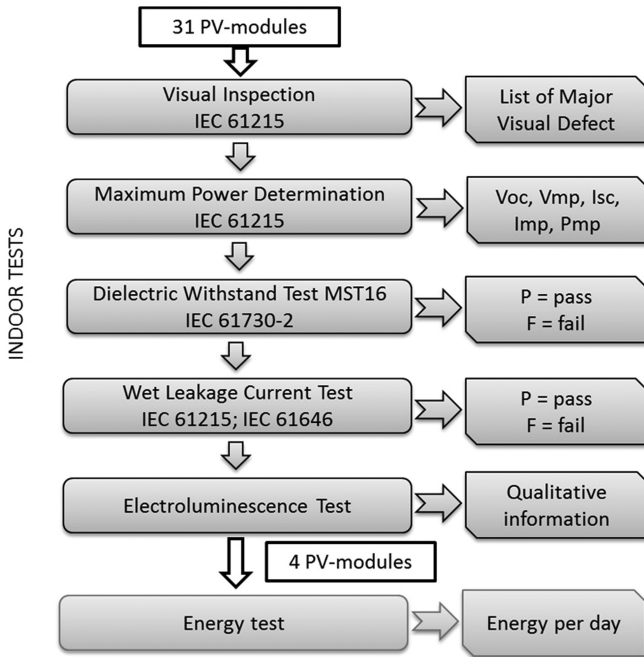 31 PV-modules
Visual Inspection
IEC 61215
List of Major
Visual Defect
Maximum Power Determination
IEC 61215
Voc, Vmp, Isc,
Imp, Pmp
INDOOR TESTS
Dielectric Withstand Test MST16
IEC 61730-2
P = pass
F = fail
Wet Leakage Current Test
IEC 61215; IEC 61646
P = pass
F = fail
Electroluminescence Test
Qualitative
information
4 PV-modules
Energy test
Energy per day